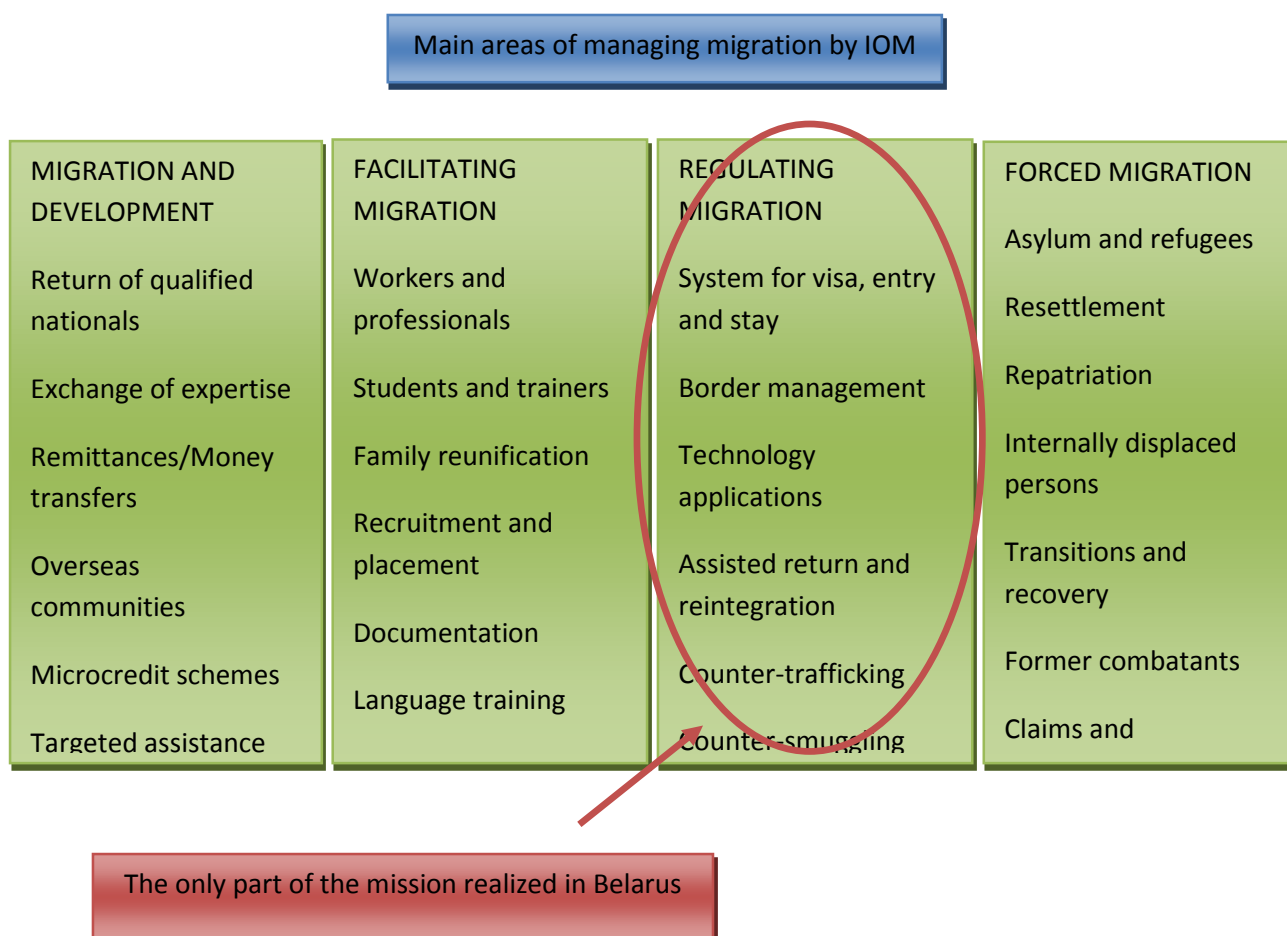 Main areas of managing migration by IOM
MIGRATION AND
DEVELOPMENT
Return of qualified
nationals
Exchange of expertise
Remittances/Money
transfers
Overseas
communities
Microcredit schemes
Targeted assistance
FACILITATING
MIGRATION
Workers and
professionals
Students and trainers
Family reunification
Recruitment and
placement
Documentation
Language training
REGULATING
MIGRATION
System for visa, entry
and stay
Border management
Technology
applications
Assisted return and
reintegration
Counter-trafficking
Counter-smuggling
FORCED MIGRATION
Asylum and refugees
Resettlement
Repatriation
Internally displaced
persons
Transitions and
recovery
Former combatants
Claims and
The only part of the mission realized in Belarus